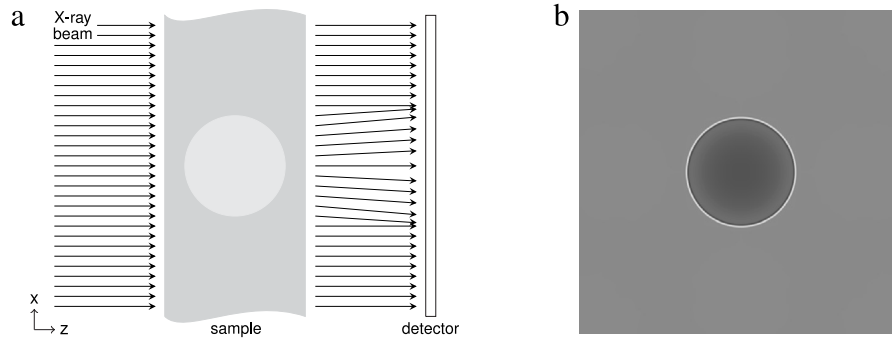 a
X-ray
beam
x
z
sample
detector
b